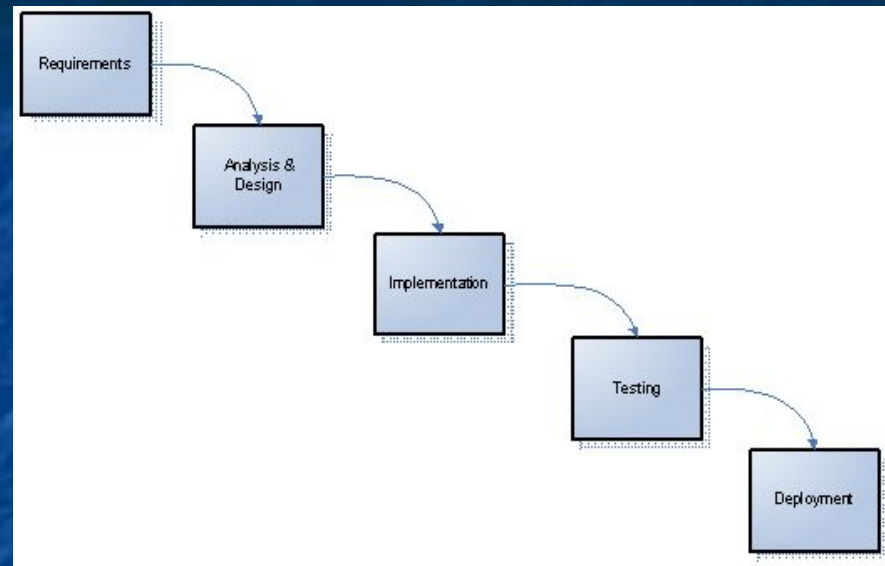 Requirements
Analysis &
Design
Implementation
Testing
Deployment